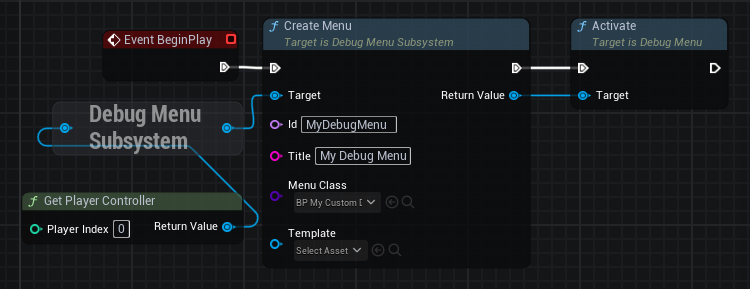 Event BeginPlay
Create Menu
Target is Debug Menu Subsystem
Activate
Target is Debug Menu
Target
Return Value
Target
Debug Menu
Subsystem
Id MyDebugMenu
Title My Debug Menu
Menu Class
BP My Custom D
Get Player Controller
Player Index 0
Return Value
Template
Select Asset